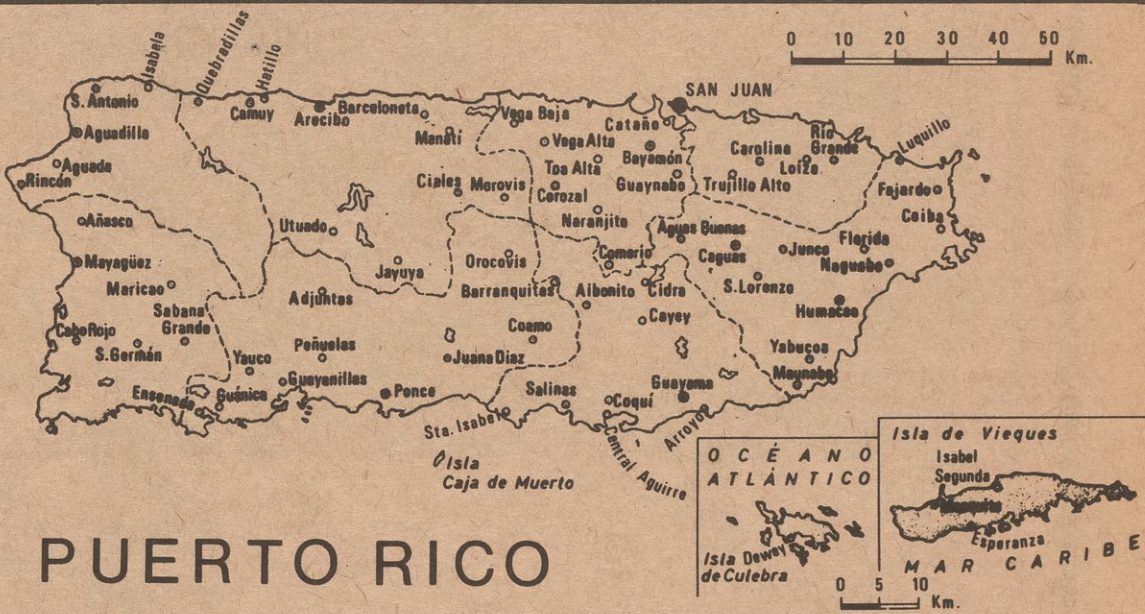 0 10 20 30 40 50 Km.
Isabela
Quebradillas
Hatillo
S. Antonio
Camuy
Arecibo
Barceloneta
Manatí
Vega Baja
SAN JUAN
Cataño
Aguadilla
Vega Alta
Bayamón
Carolina
Río
Grande
Loíza
Luquillo
Aguada
Rincón
Toa Alta
Guaynabo
Trujillo Alto
Fajardo
Ciales
Morovis
Corozal
Naranjito
Ceiba
Añasco
Utuado
Aguas Buenas
Caguas
Junco
Florida
Naguabo
Mayagüez
Jayuya
Orocovis
Comerio
Maricao
Adjuntas
Barranquitas
Aibonito
Cidra
S. Lorenzo
Humacao
Sabana
Grande
Cayey
Cabo Rojo
S. Germán
Coamo
Yauco
Peñuelas
Juana Diaz
Yabucoa
Maunabo
Ensenada
Guánica
Guayanillas
Ponce
Salinas
Guayama
Coquí
Sta. Isabel
Central Aguirre
Arroyo
Isla
Caja de Muerto
PUERTO RICO
OCÉANO
ATLÁNTICO
Isla Dewey
de Culebra
Isla de Vieques
Isabel
Segunda
Esperanza
MAR CARIBE
0 5 10 Km.